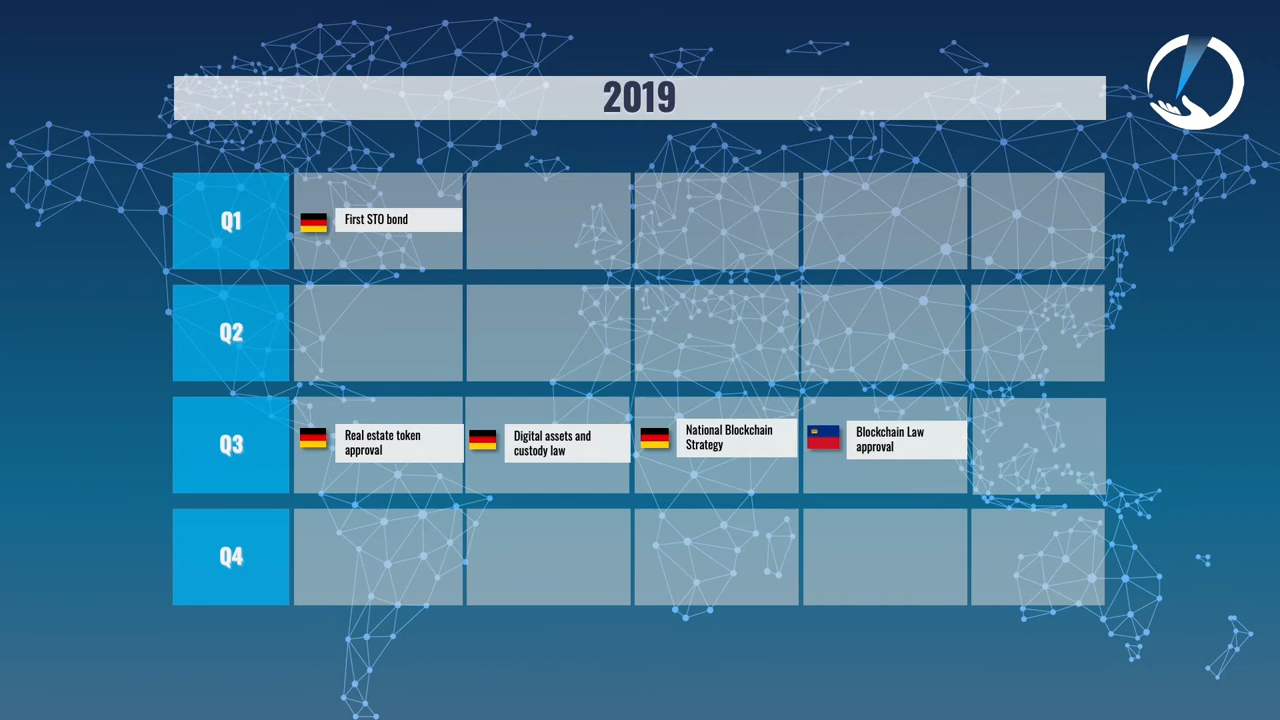 2019
Q1
First STO bond
Q2
Q3
Real estate token
approval
Digital assets and
custody law
National Blockchain
Strategy
Blockchain Law
approval
Q4